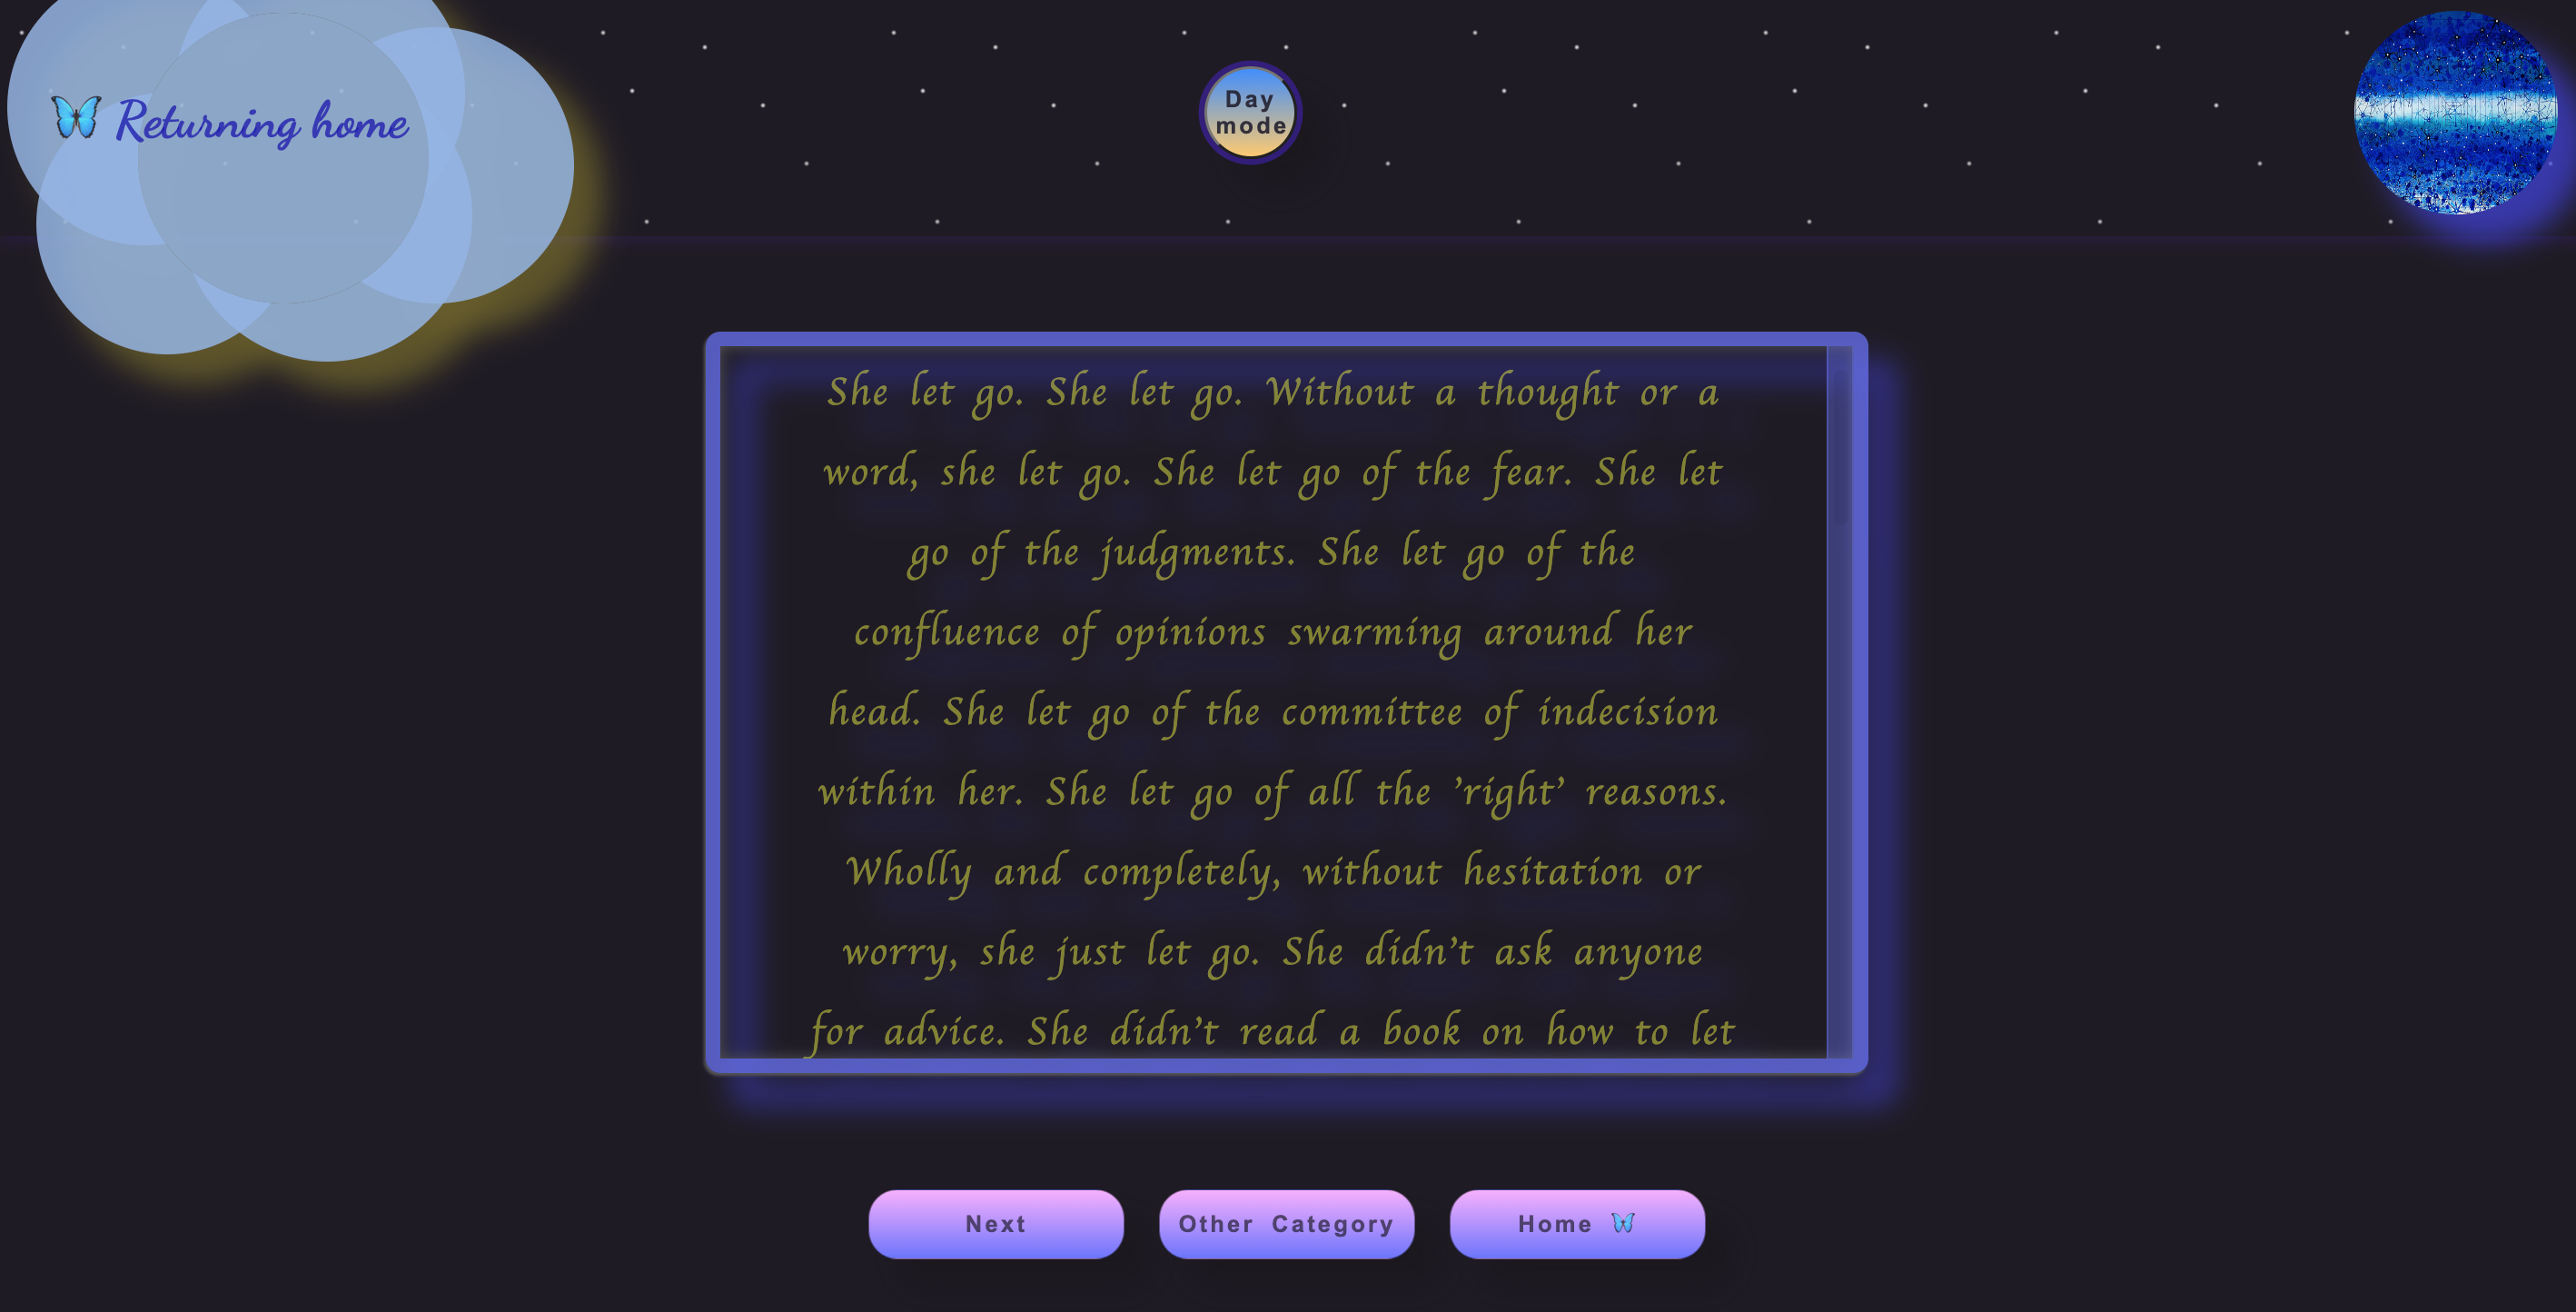 🦋 Returning home
Day
mode
She let go. She let go. Without a thought or a
word, she let go. She let go of the fear. She let
go of the judgments. She let go of the
confluence of opinions swarming around her
head. She let go of the committee of indecision
within her. She let go of all the 'right' reasons.
Wholly and completely, without hesitation or
worry, she just let go. She didn't ask anyone
for advice. She didn't read a book on how to let
Next
Other Category
Home 🦋